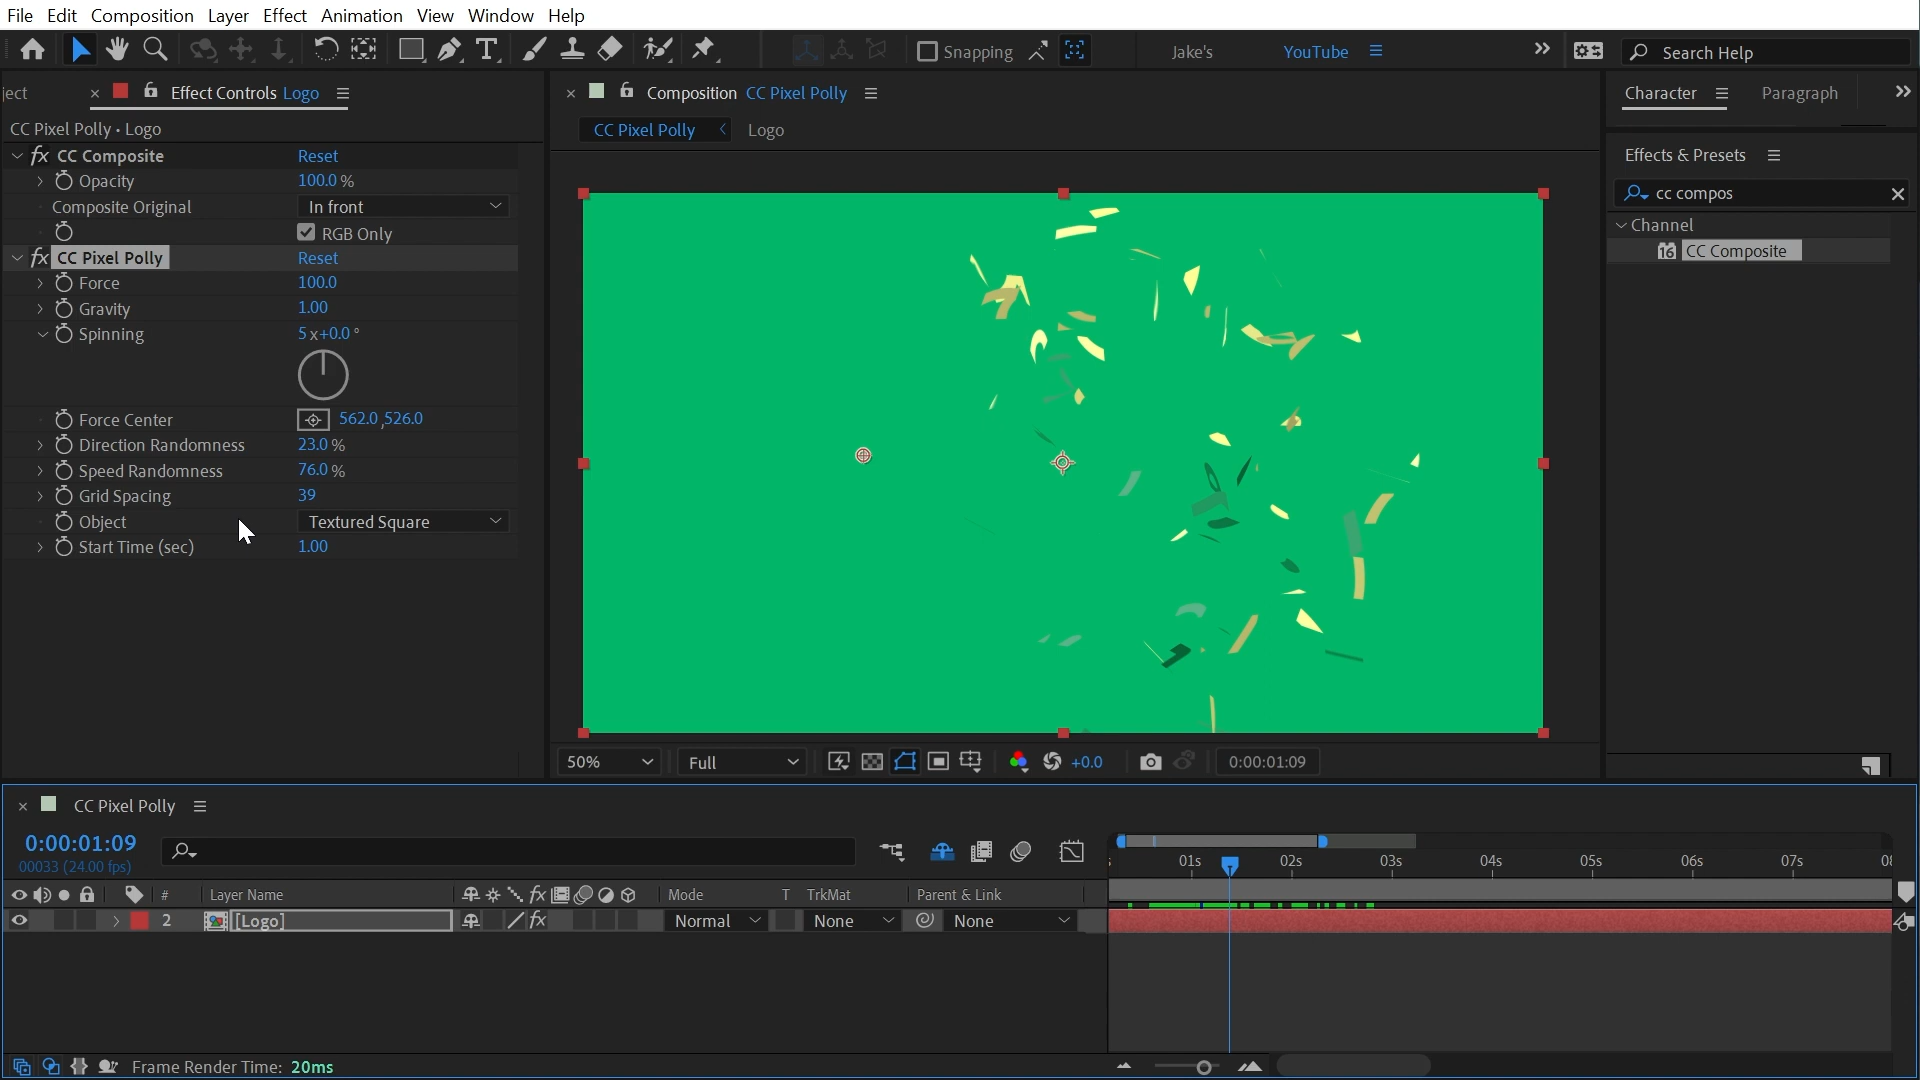 File Edit Composition Layer Effect Animation View Window Help
Snapping Jake's YouTube Search Help
ject Effect Controls Logo
CC Pixel Polly • Logo
CC Composite Reset
Opacity 100.0 %
Composite Original In front
RGB Only
CC Pixel Polly Reset
Force 100.0
Gravity 1.00
Spinning 5 x+0.0 °
Force Center 562.0 ,526.0
Direction Randomness 23.0 %
Speed Randomness 76.0 %
Grid Spacing 39
Object Textured Square
Start Time (sec) 1.00
Composition CC Pixel Polly
CC Pixel Polly Logo
50% Full +0.0 0:00:01:09
Character Paragraph
Effects & Presets
cc compos
Channel
16 CC Composite
CC Pixel Polly
0:00:01:09
00033 (24.00 fps)
01s 02s 03s 04s 05s 06s 07s
# Layer Name Mode T TrkMat Parent & Link
2 [Logo] Normal None None
Frame Render Time: 20ms